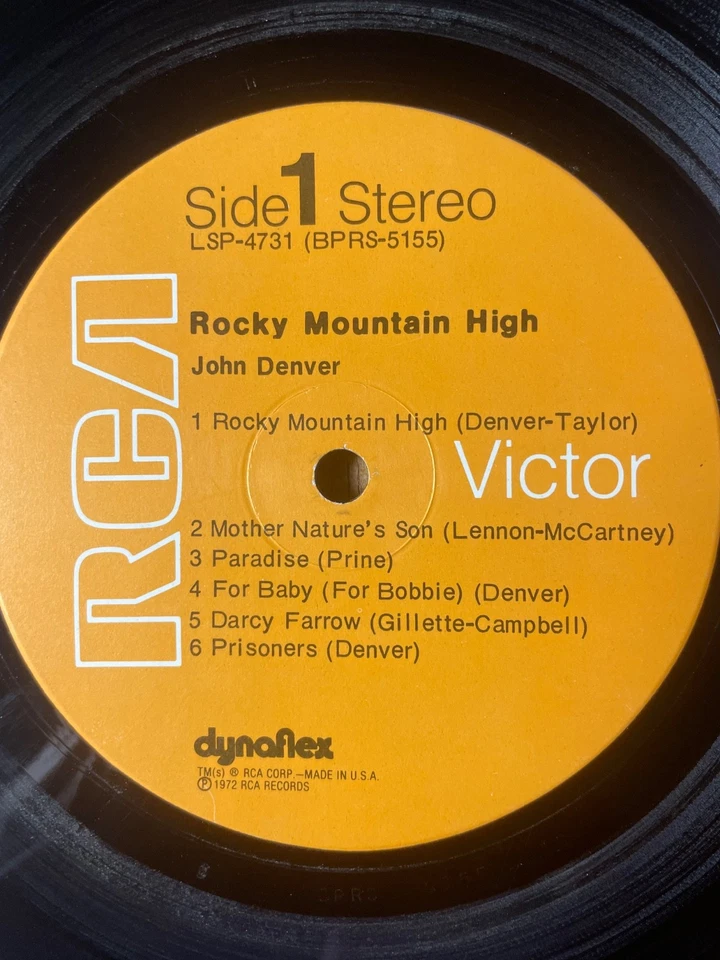 Side 1 Stereo
LSP-4731 (BPRS-5155)
RCA
Rocky Mountain High
John Denver
1 Rocky Mountain High (Denver-Taylor)
Victor
2 Mother Nature's Son (Lennon-McCartney)
3 Paradise (Prine)
4 For Baby (For Bobbie) (Denver)
5 Darcy Farrow (Gillette-Campbell)
6 Prisoners (Denver)
dynaflex
TM(s) ® RCA CORP.—MADE IN U.S.A.
Ⓟ 1972 RCA RECORDS